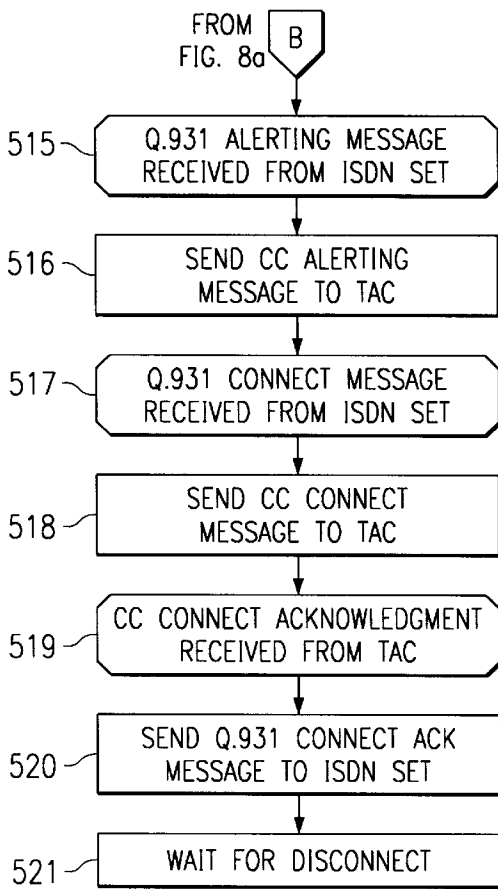 FROM
FIG. 8a
B
515
Q.931 ALERTING MESSAGE
RECEIVED FROM ISDN SET
516
SEND CC ALERTING
MESSAGE TO TAC
517
Q.931 CONNECT MESSAGE
RECEIVED FROM ISDN SET
518
SEND CC CONNECT
MESSAGE TO TAC
519
CC CONNECT ACKNOWLEDGMENT
RECEIVED FROM TAC
520
SEND Q.931 CONNECT ACK
MESSAGE TO ISDN SET
521
WAIT FOR DISCONNECT